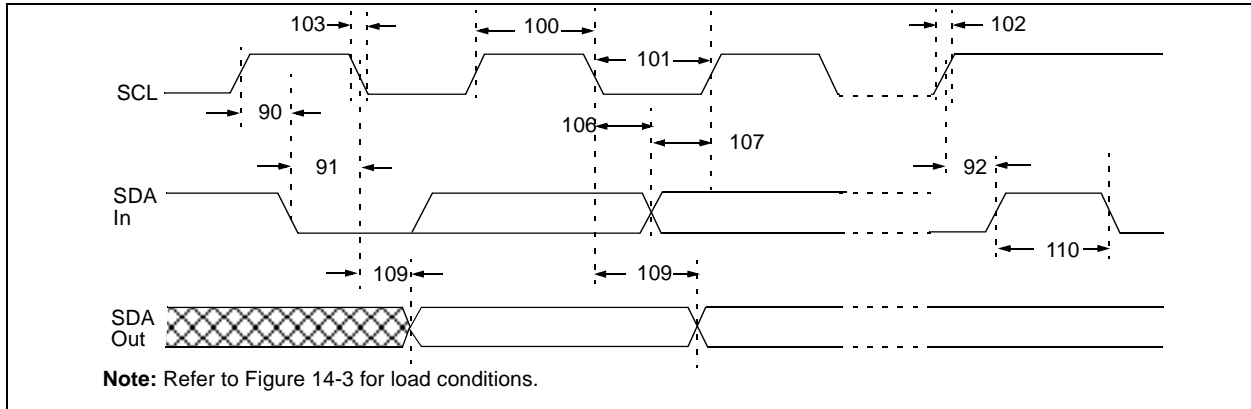 103
100
102
101
SCL
90
106
107
91
92
SDA
In
110
109
109
SDA
Out
Note: Refer to Figure 14-3 for load conditions.